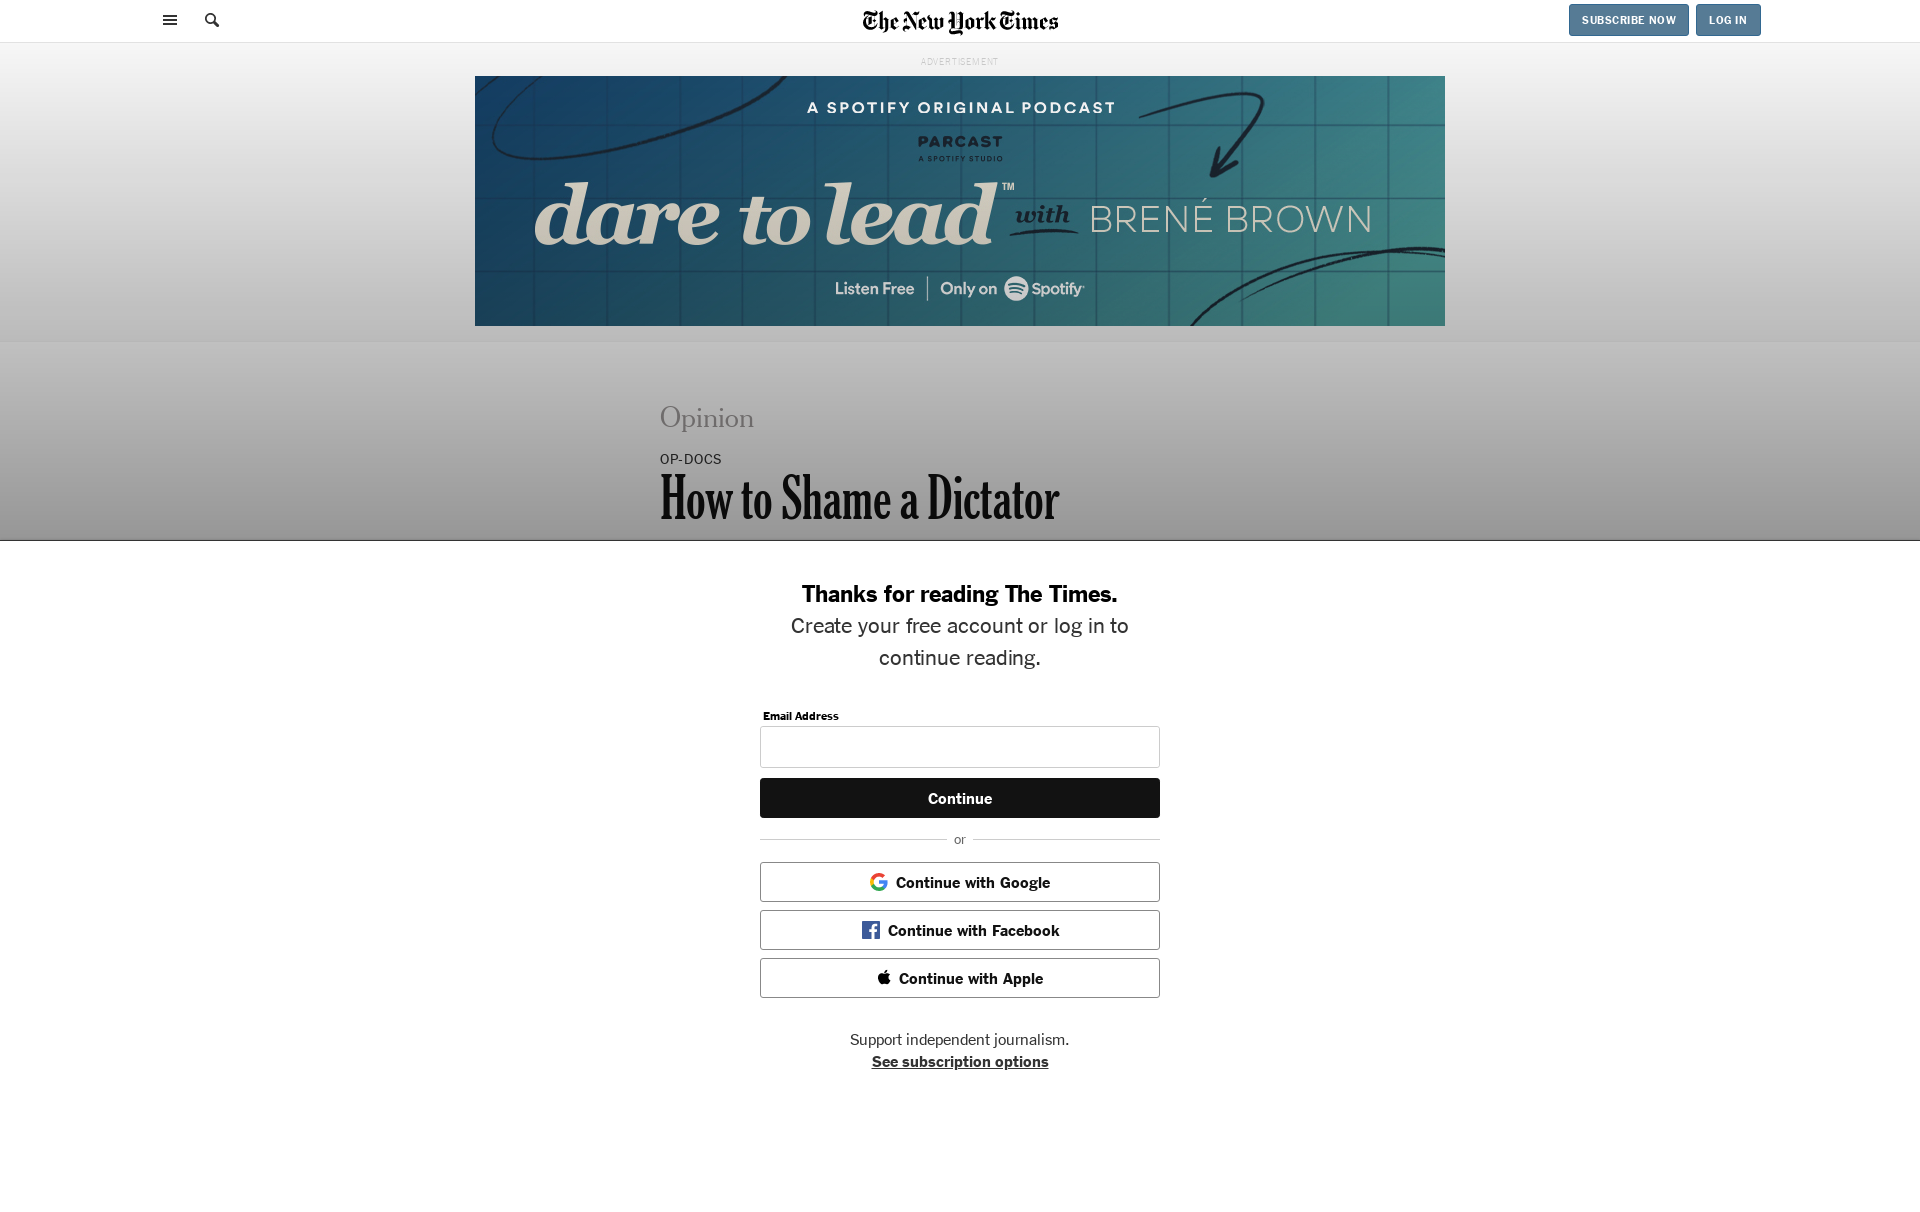 The New York Times
SUBSCRIBE NOW
LOG IN
ADVERTISEMENT
A SPOTIFY ORIGINAL PODCAST
PARCAST
A SPOTIFY STUDIO
dare to lead™ with BRENÉ BROWN
Listen Free | Only on Spotify
Opinion
OP-DOCS
How to Shame a Dictator
Thanks for reading The Times.
Create your free account or log in to
continue reading.
Email Address
Continue
or
Continue with Google
Continue with Facebook
Continue with Apple
Support independent journalism.
See subscription options